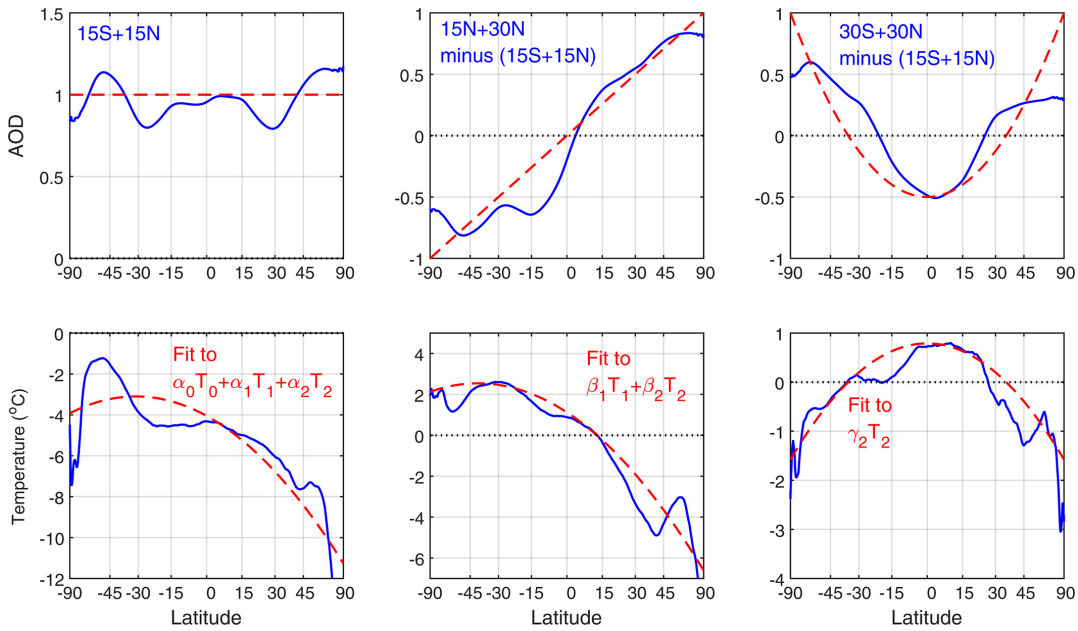 1.5
1
0.5
0
AOD
15S+15N
-90 -45 -30 -15 0 15 30 45 90
1
0.5
0
-0.5
-1
15N+30N
minus (15S+15N)
-90 -45 -30 -15 0 15 30 45 90
1
0.5
0
-0.5
-1
30S+30N
minus (15S+15N)
-90 -45 -30 -15 0 15 30 45 90
0
-2
-4
-6
-8
-10
-12
Temperature (°C)
Fit to
α₀T₀+α₁T₁+α₂T₂
-90 -45 -30 -15 0 15 30 45 90
Latitude
4
2
0
-2
-4
-6
Fit to
β₁T₁+β₂T₂
-90 -45 -30 -15 0 15 30 45 90
Latitude
1
0
-1
-2
-3
-4
Fit to
γ₂T₂
-90 -45 -30 -15 0 15 30 45 90
Latitude